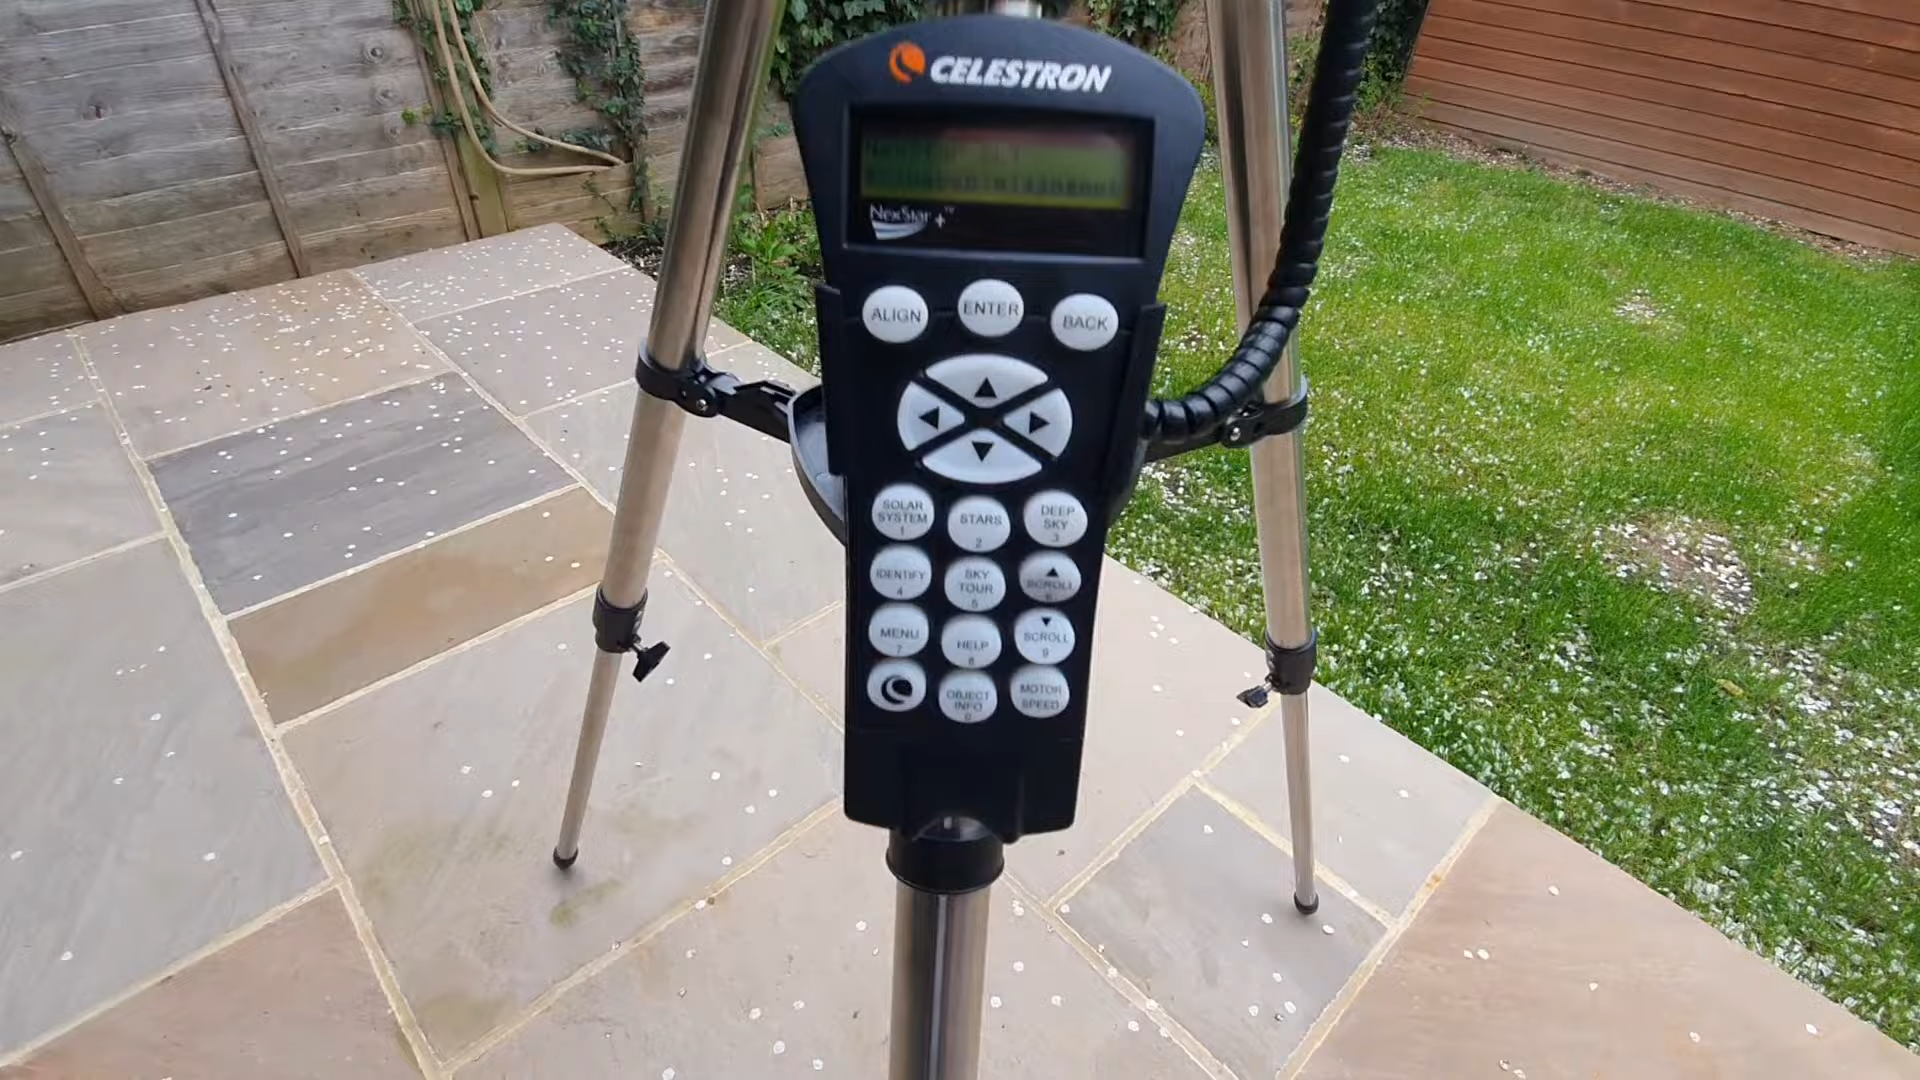 CELESTRON
NexStar+™
ALIGN
ENTER
BACK
SOLAR
SYSTEM
1
STARS
2
DEEP
SKY
3
IDENTIFY
4
SKY
TOUR
5
SCROLL
6
MENU
7
HELP
8
SCROLL
9
OBJECT
INFO
0
MOTOR
SPEED